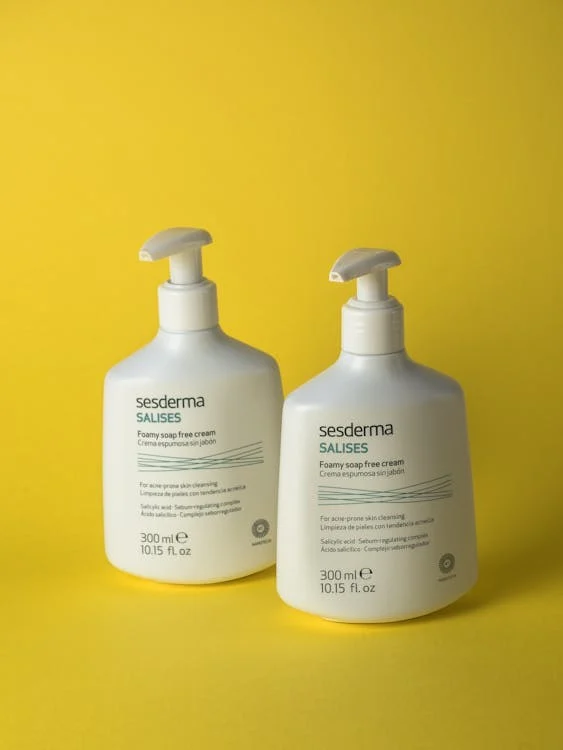 sesderma
SALISES
Foamy soap free cream
Crema espumosa sin jabón
For acne-prone skin cleansing
Limpieza de pieles con tendencia acneica
Salicylic acid · Sebum-regulating complex
Ácido salicílico · Complejo seborregulador
300 ml ℮
10.15 fl. oz
sesderma
SALISES
Foamy soap free cream
Crema espumosa sin jabón
For acne-prone skin cleansing
Limpieza de pieles con tendencia acneica
Salicylic acid · Sebum-regulating complex
Ácido salicílico · Complejo seborregulador
300 ml ℮
10.15 fl. oz